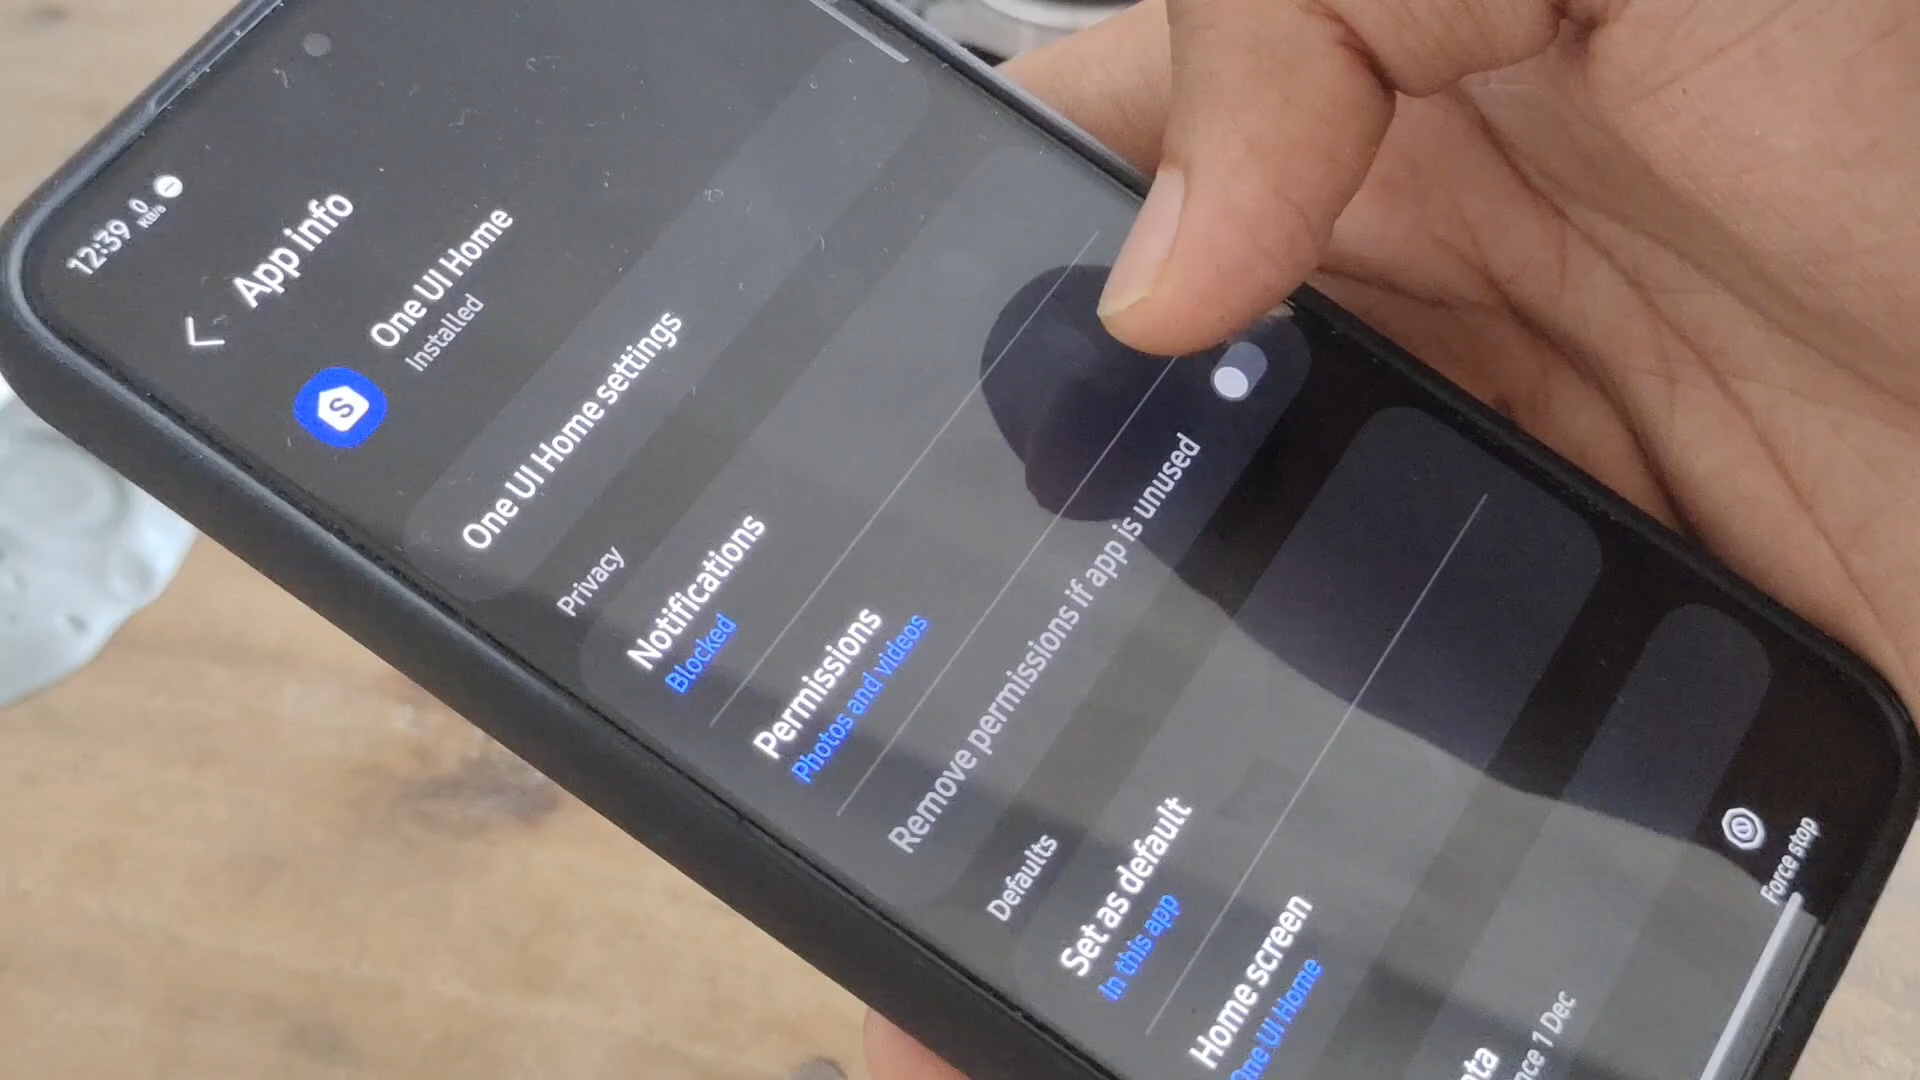 12:39 0 KB/s
App info
S
One UI Home
Installed
One UI Home settings
Privacy
Notifications
Blocked
Permissions
Photos and videos
Remove permissions if app is unused
Defaults
Set as default
In this app
Home screen
One UI Home
1 Dec
Force stop